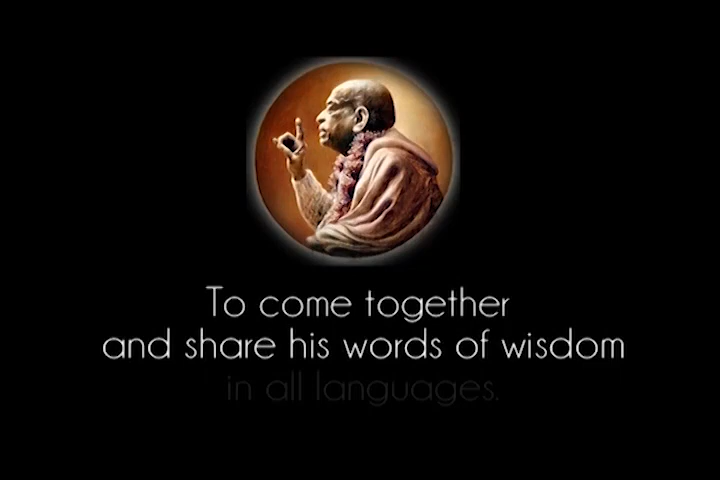 To come together
and share his words of wisdom
in all languages.